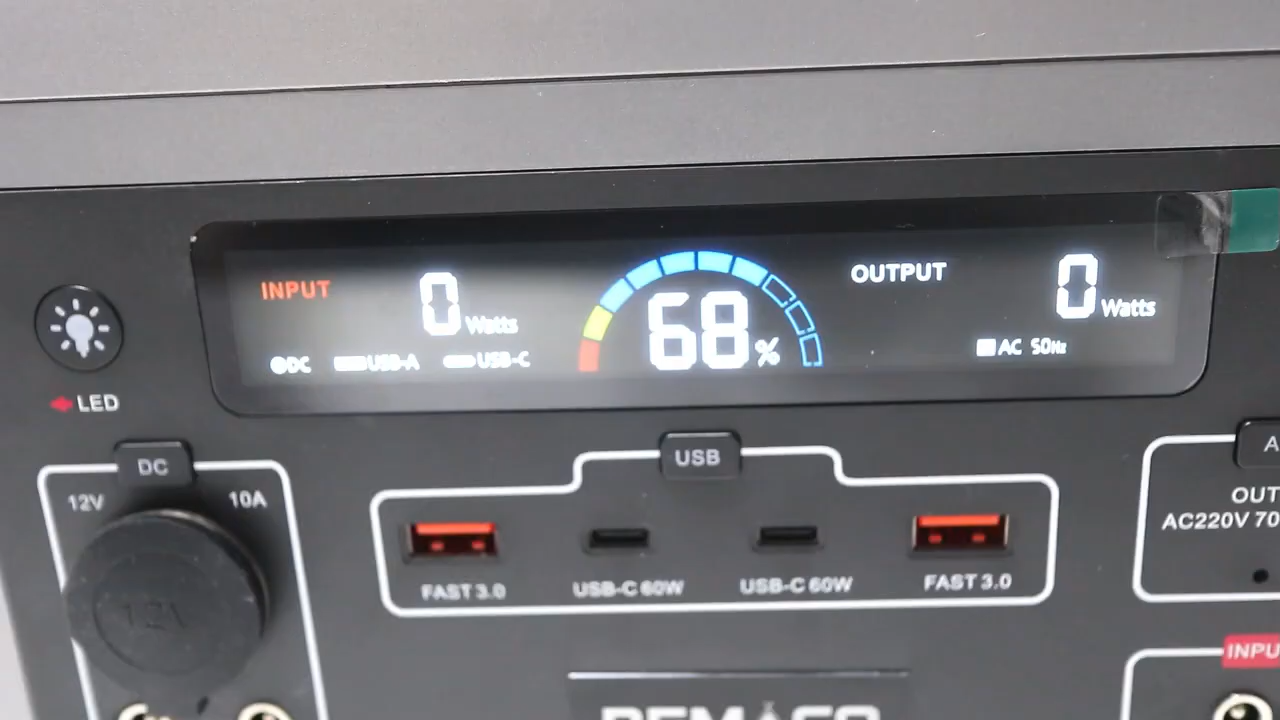 INPUT
0 Watts
DC USB-A USB-C
68 %
OUTPUT
0 Watts
AC 50Hz
LED
DC
12V 10A
12V
USB
FAST 3.0
USB-C 60W
USB-C 60W
FAST 3.0
A
OUT
AC220V 70
INPU